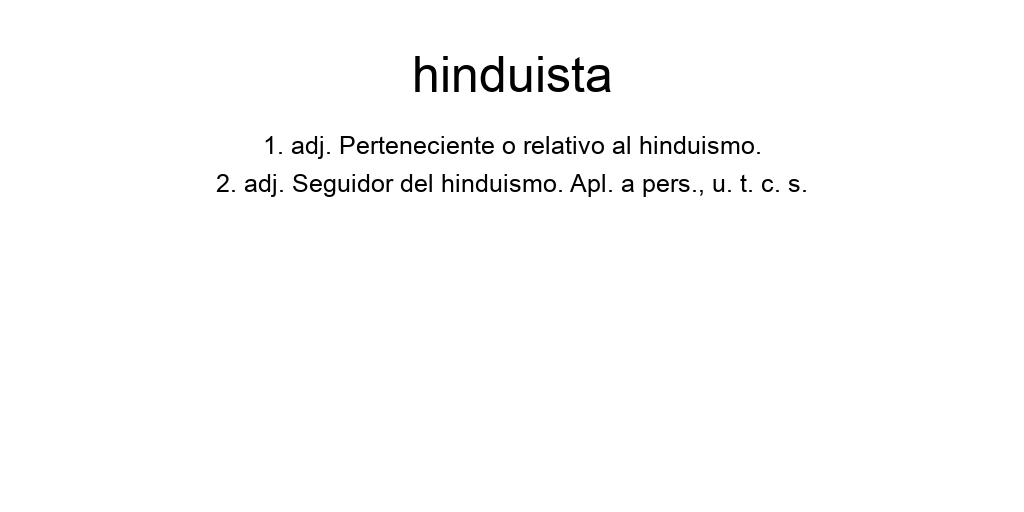 hinduista
1. adj. Perteneciente o relativo al hinduismo.
2. adj. Seguidor del hinduismo. Apl. a pers., u. t. c. s.